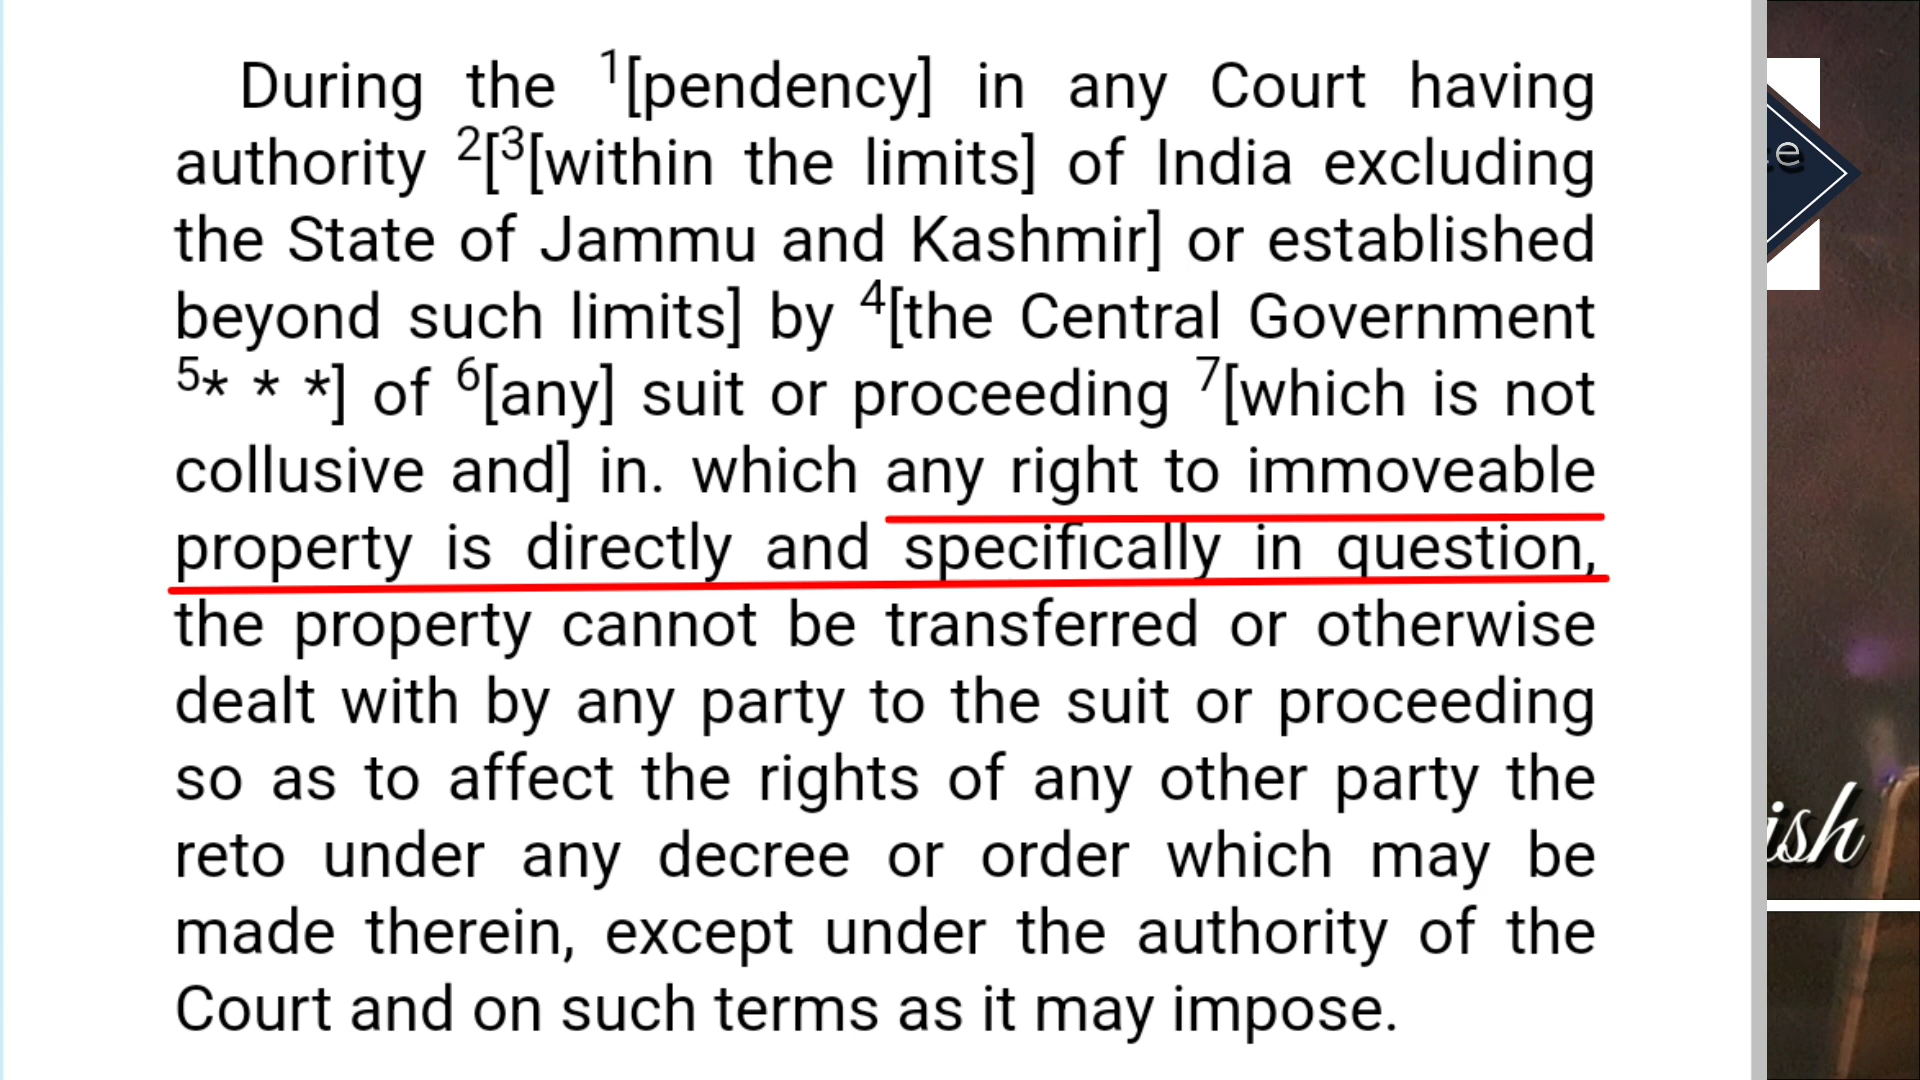 During the ¹[pendency] in any Court having
authority ²[³[within the limits] of India excluding
the State of Jammu and Kashmir] or established
beyond such limits] by ⁴[the Central Government
⁵* * *] of ⁶[any] suit or proceeding ⁷[which is not
collusive and] in. which any right to immoveable
property is directly and specifically in question,
the property cannot be transferred or otherwise
dealt with by any party to the suit or proceeding
so as to affect the rights of any other party the
reto under any decree or order which may be
made therein, except under the authority of the
Court and on such terms as it may impose.
ish